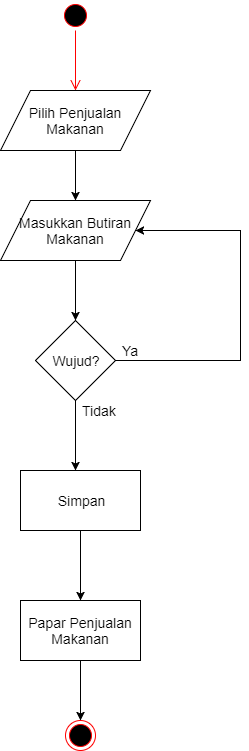 Pilih Penjualan
Makanan
Masukkan Butiran
Makanan
Wujud?
Ya
Tidak
Simpan
Papar Penjualan
Makanan